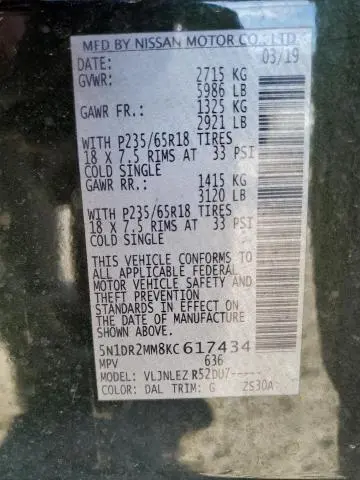 MFD BY NISSAN MOTOR CO., LTD.
DATE: 03/19
GVWR: 2715 KG
5986 LB
GAWR FR.: 1325 KG
2921 LB
WITH P235/65R18 TIRES
18 X 7.5 RIMS AT 33 PSI
COLD SINGLE
GAWR RR.: 1415 KG
3120 LB
WITH P235/65R18 TIRES
18 X 7.5 RIMS AT 33 PSI
COLD SINGLE
THIS VEHICLE CONFORMS TO
ALL APPLICABLE FEDERAL
MOTOR VEHICLE SAFETY AND
THEFT PREVENTION
STANDARDS IN EFFECT ON
THE DATE OF MANUFACTURE
SHOWN ABOVE.
5N1DR2MM8KC617434
MPV 636
MODEL: VLJNLEZ R52DU7-----
COLOR: DAL TRIM: G 2S30A